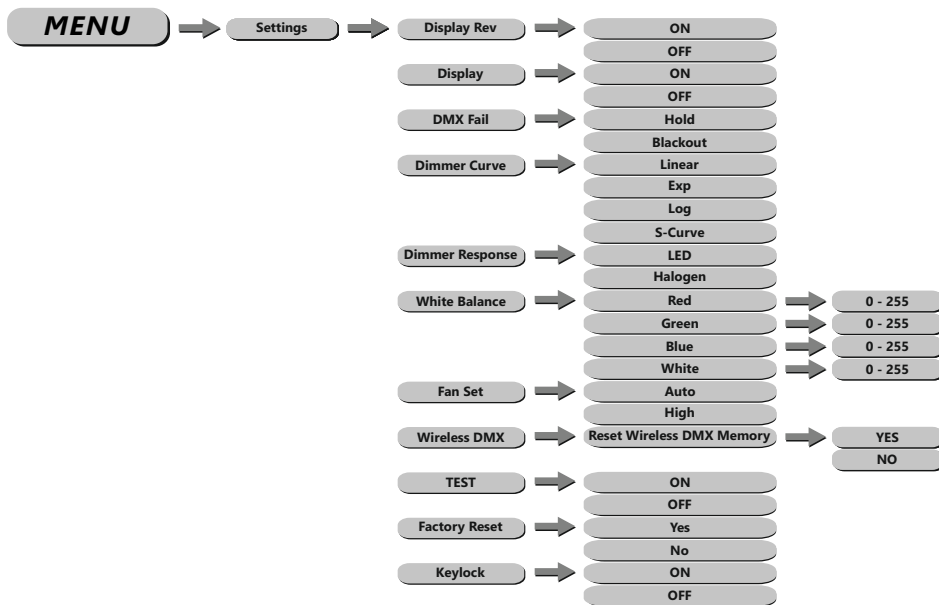 MENU Settings Display Rev ON
OFF
Display ON
OFF
DMX Fail Hold
Blackout
Dimmer Curve Linear
Exp
Log
S-Curve
Dimmer Response LED
Halogen
White Balance Red 0 - 255
Green 0 - 255
Blue 0 - 255
White 0 - 255
Fan Set Auto
High
Wireless DMX Reset Wireless DMX Memory YES
NO
TEST ON
OFF
Factory Reset Yes
No
Keylock ON
OFF